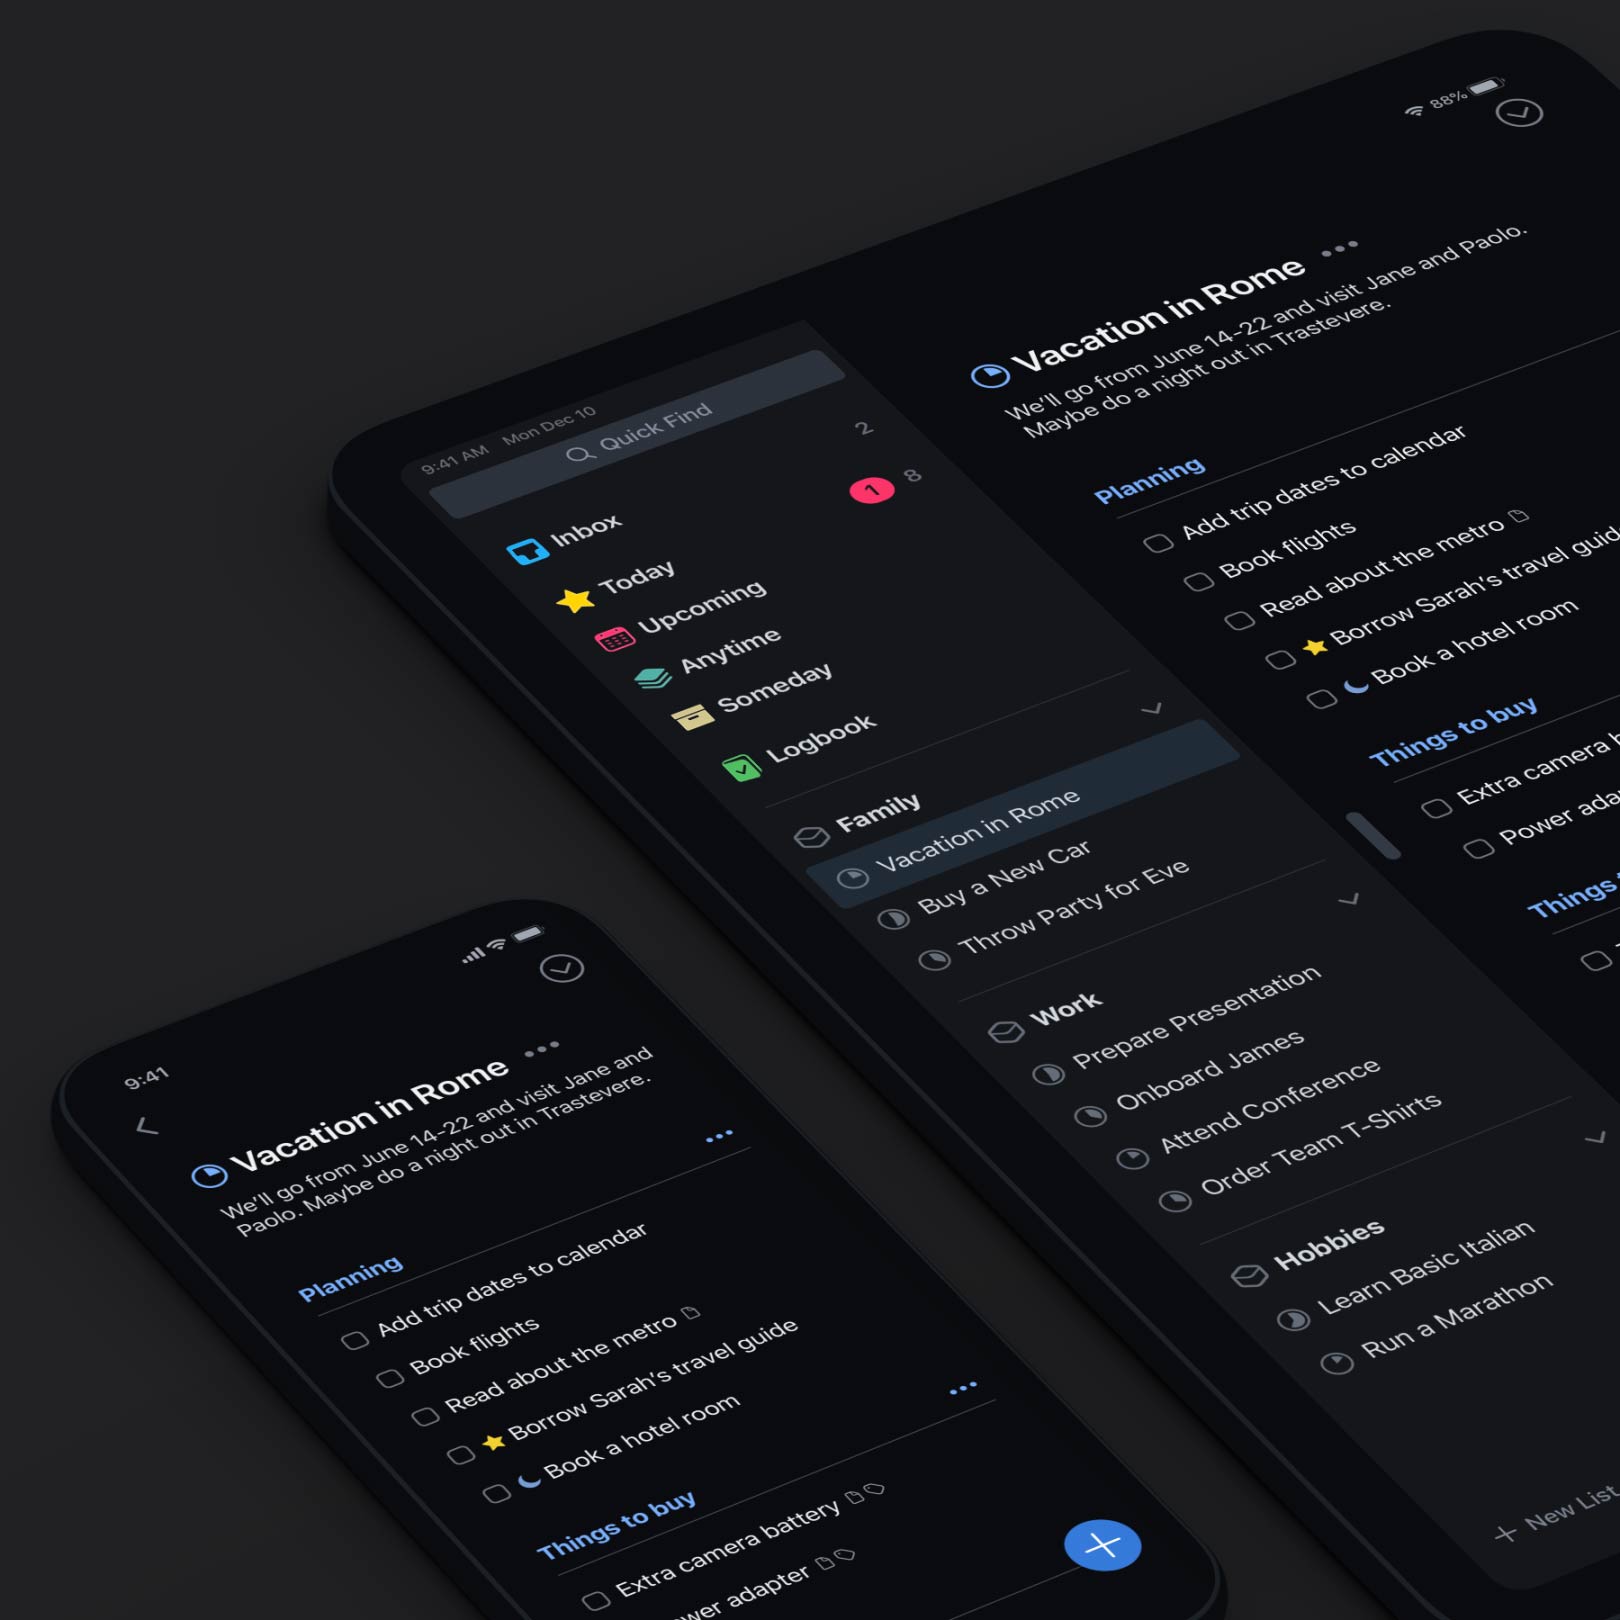 88%
9:41 AM Mon Dec 10
Quick Find
Inbox 2
Today 1 8
Upcoming
Anytime
Someday
Logbook
Family
Vacation in Rome
Buy a New Car
Throw Party for Eve
Work
Prepare Presentation
Onboard James
Attend Conference
Order Team T-Shirts
Hobbies
Learn Basic Italian
Run a Marathon
New List
Vacation in Rome
We'll go from June 14-22 and visit Jane and Paolo.
Maybe do a night out in Trastevere.
Planning
Add trip dates to calendar
Book flights
Read about the metro
Borrow Sarah's travel guid
Book a hotel room
Things to buy
Extra camera
Power
Things
9:41
Vacation in Rome
We'll go from June 14-22 and visit Jane and
Paolo. Maybe do a night out in Trastevere.
Planning
Add trip dates to calendar
Book flights
Read about the metro
Borrow Sarah's travel guide
Book a hotel room
Things to buy
Extra camera battery
wer adapter